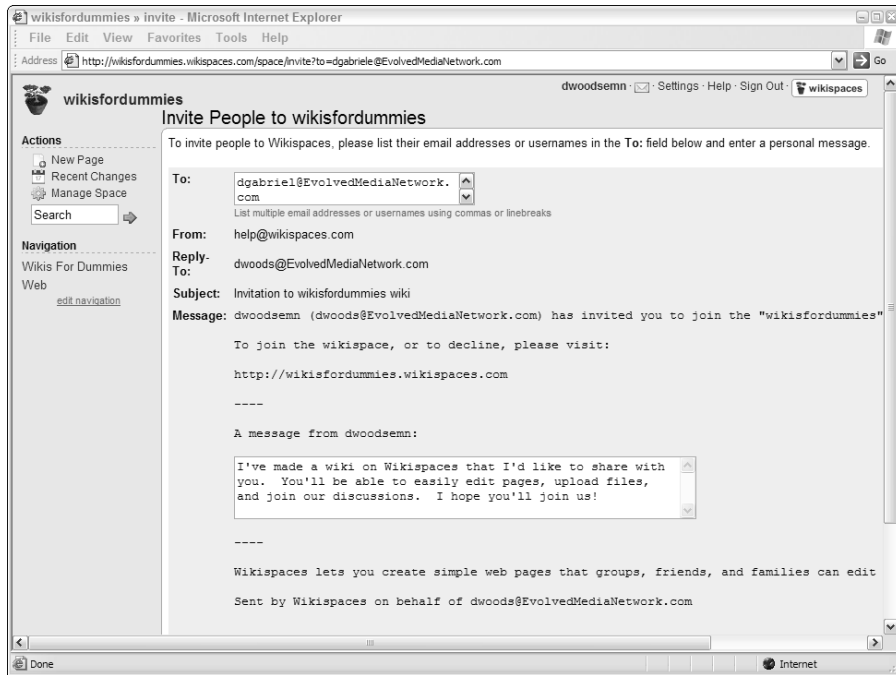 wikisfordummies » invite - Microsoft Internet Explorer
File Edit View Favorites Tools Help
Address http://wikisfordummies.wikispaces.com/space/invite?to=dgabriele@EvolvedMediaNetwork.com Go
dwoodsemn · Settings · Help · Sign Out · wikispaces
wikisfordummies
Invite People to wikisfordummies
Actions
New Page
Recent Changes
Manage Space
Search
Navigation
Wikis For Dummies
Web
edit navigation
To invite people to Wikispaces, please list their email addresses or usernames in the To: field below and enter a personal message.
To: dgabriel@EvolvedMediaNetwork.
com
List multiple email addresses or usernames using commas or linebreaks
From: help@wikispaces.com
Reply-
To: dwoods@EvolvedMediaNetwork.com
Subject: Invitation to wikisfordummies wiki
Message: dwoodsemn (dwoods@EvolvedMediaNetwork.com) has invited you to join the "wikisfordummies"
To join the wikispace, or to decline, please visit:
http://wikisfordummies.wikispaces.com
----
A message from dwoodsemn:
I've made a wiki on Wikispaces that I'd like to share with
you. You'll be able to easily edit pages, upload files,
and join our discussions. I hope you'll join us!
----
Wikispaces lets you create simple web pages that groups, friends, and families can edit
Sent by Wikispaces on behalf of dwoods@EvolvedMediaNetwork.com
Done
Internet